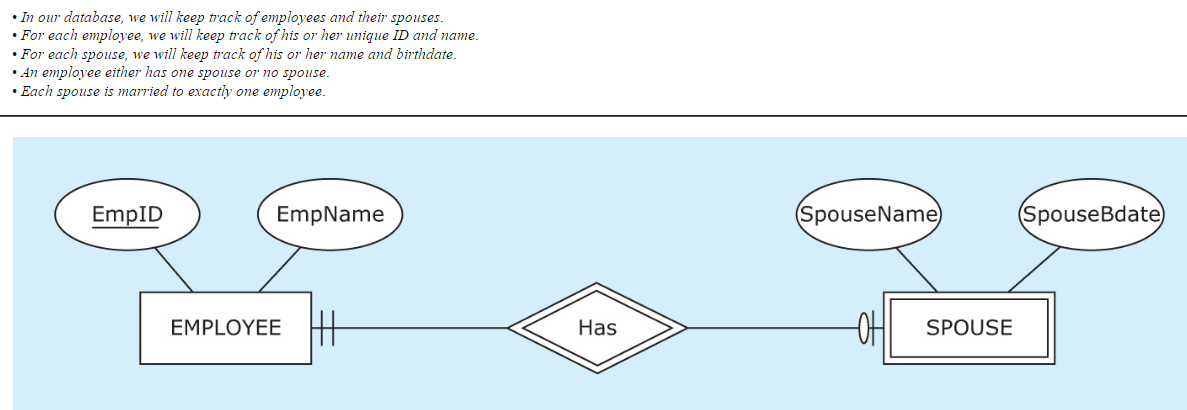 • In our database, we will keep track of employees and their spouses.
• For each employee, we will keep track of his or her unique ID and name.
• For each spouse, we will keep track of his or her name and birthdate.
• An employee either has one spouse or no spouse.
• Each spouse is married to exactly one employee.
EmpID
EmpName
SpouseName
SpouseBdate
EMPLOYEE
Has
SPOUSE